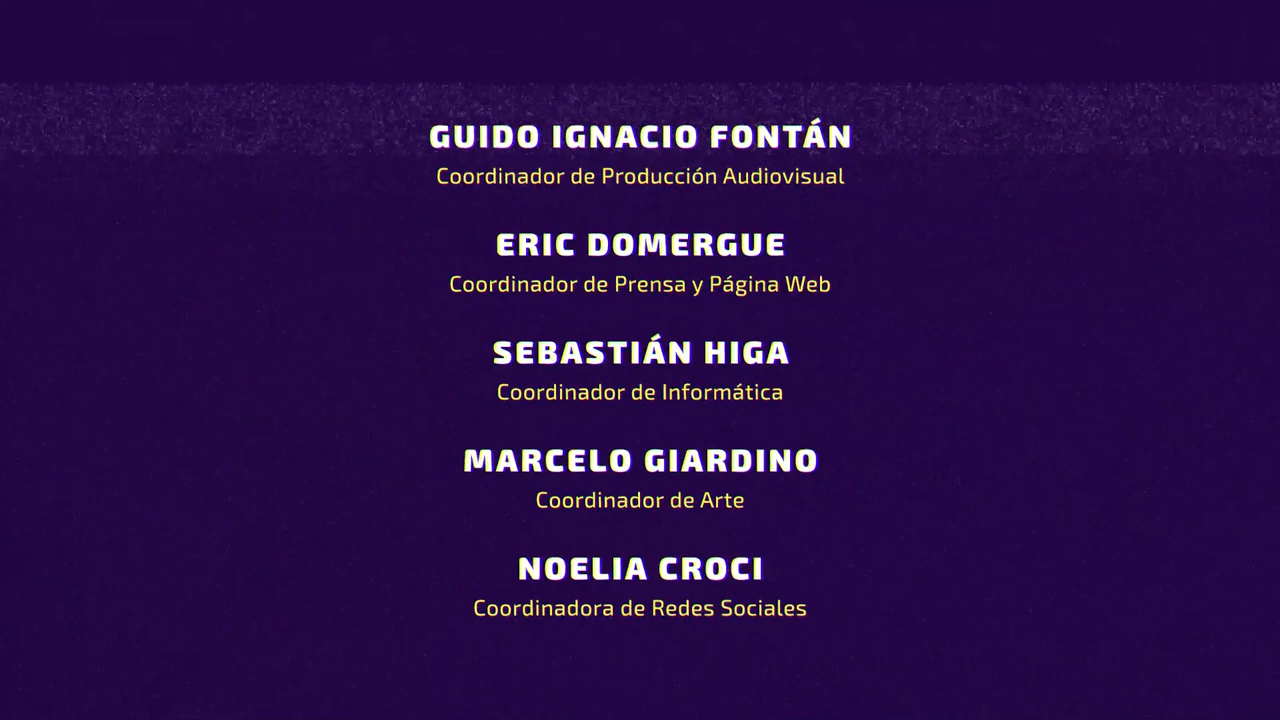 GUIDO IGNACIO FONTÁN
Coordinador de Producción Audiovisual
ERIC DOMERGUE
Coordinador de Prensa y Página Web
SEBASTIÁN HIGA
Coordinador de Informática
MARCELO GIARDINO
Coordinador de Arte
NOELIA CROCI
Coordinadora de Redes Sociales